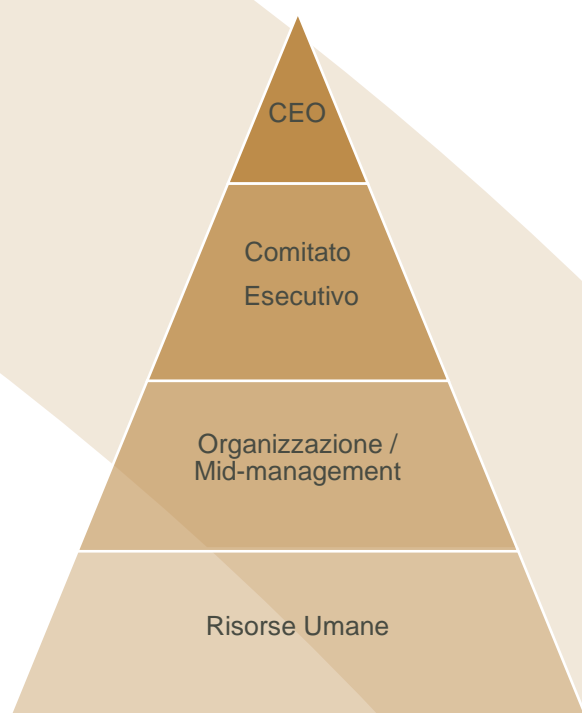 CEO
Comitato
Esecutivo
Organizzazione /
Mid-management
Risorse Umane